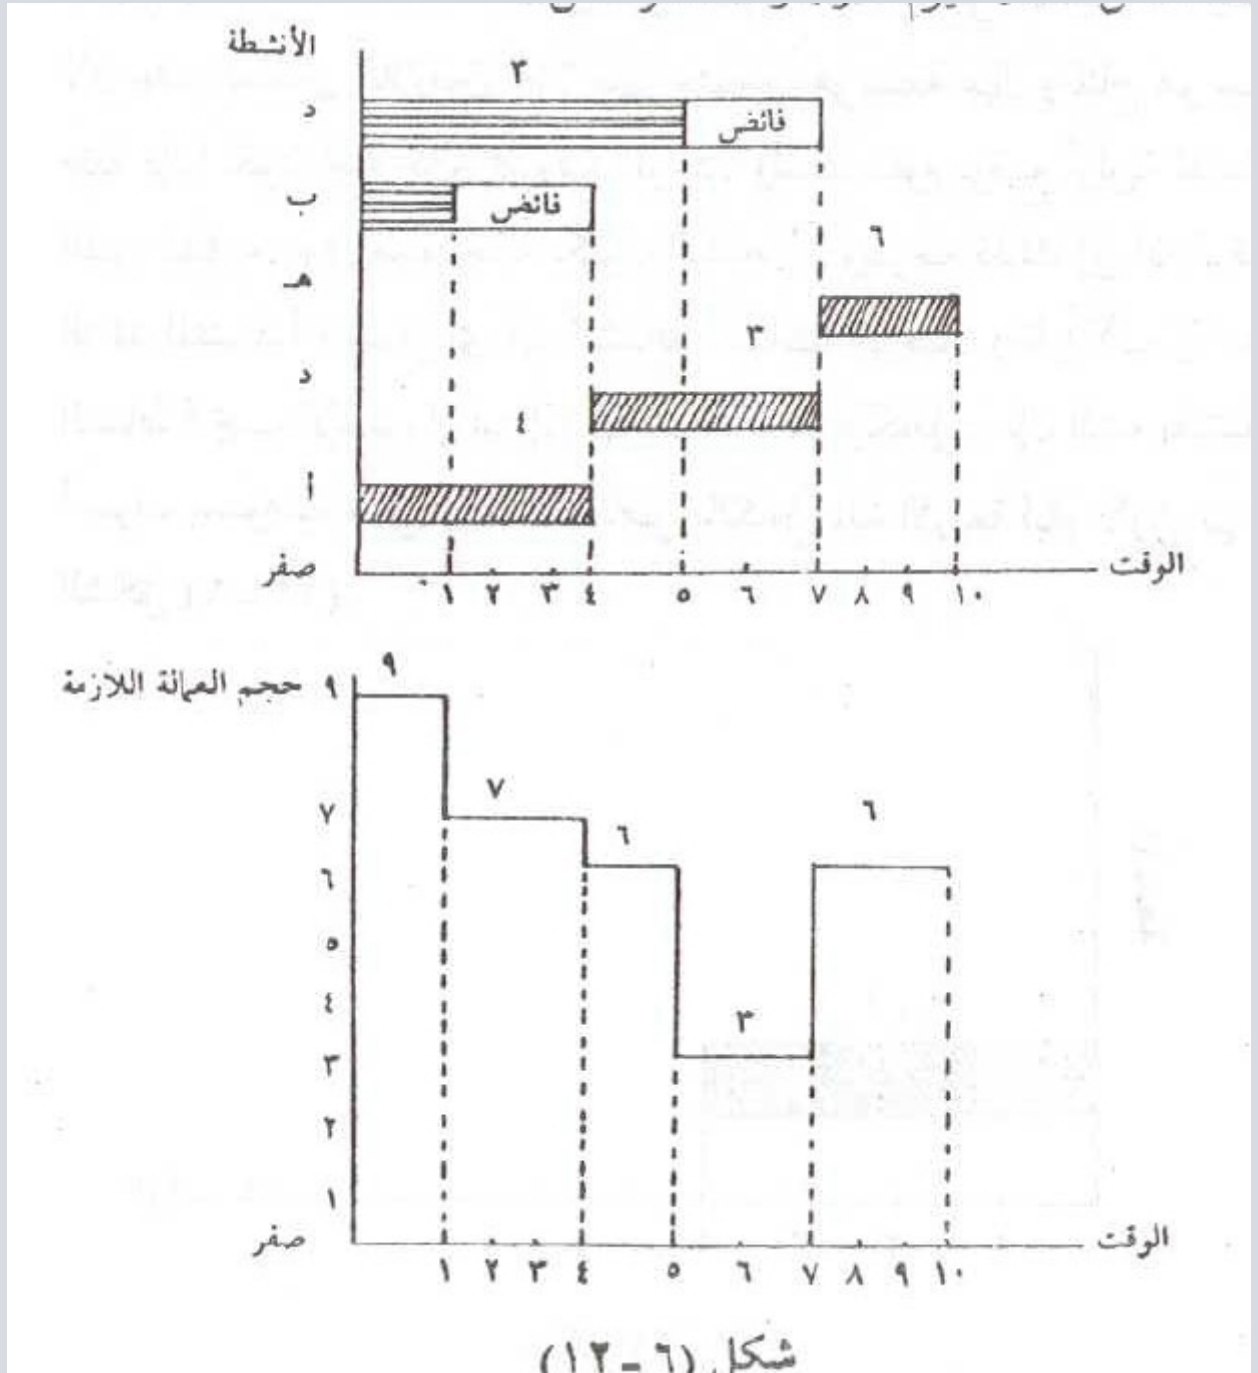 الأنشطة
٣
د
فائض
ب
فائض
٦
هـ
٣
د
٤
أ
صفر
١ ٢ ٣ ٤ ٥ ٦ ٧ ٨ ٩ ١٠
الوقت
حجم العمالة اللازمة
٩
٩
٧
٧
٦
٦
٦
٥
٤
٣
٣
٢
١
صفر
١ ٢ ٣ ٤ ٥ ٦ ٧ ٨ ٩ ١٠
الوقت
شكل (٦ - ١٢)